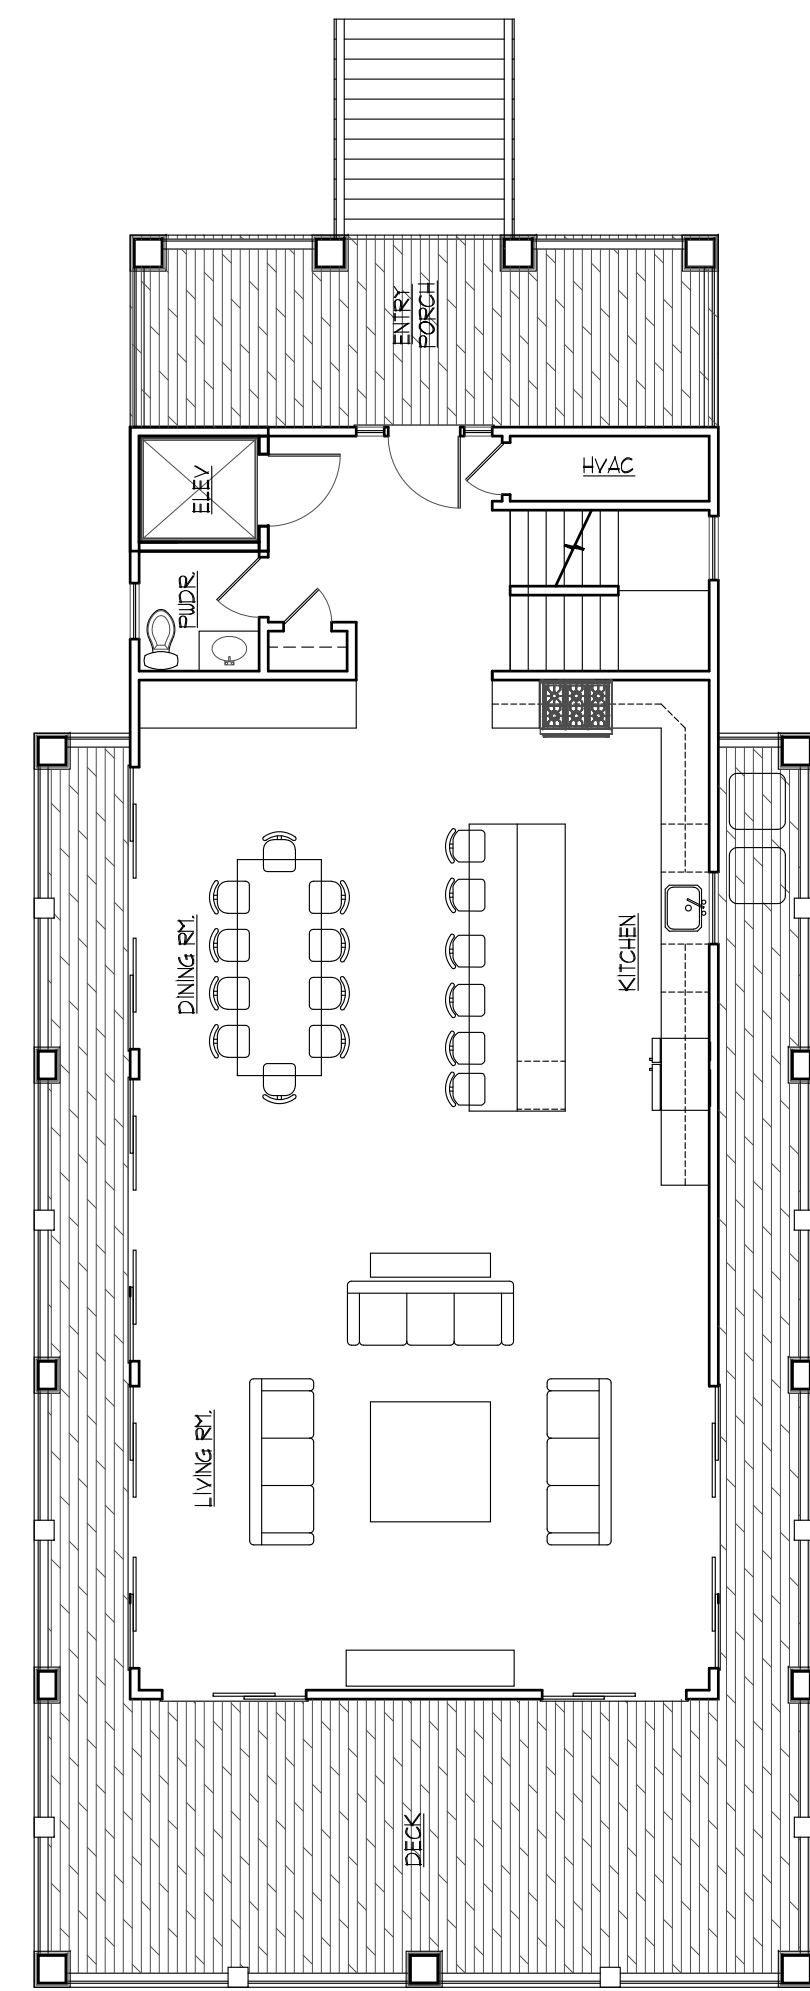 ENTRY
PORCH
ELEV
HVAC
PWDR.
DINING RM.
KITCHEN
LIVING RM.
DECK